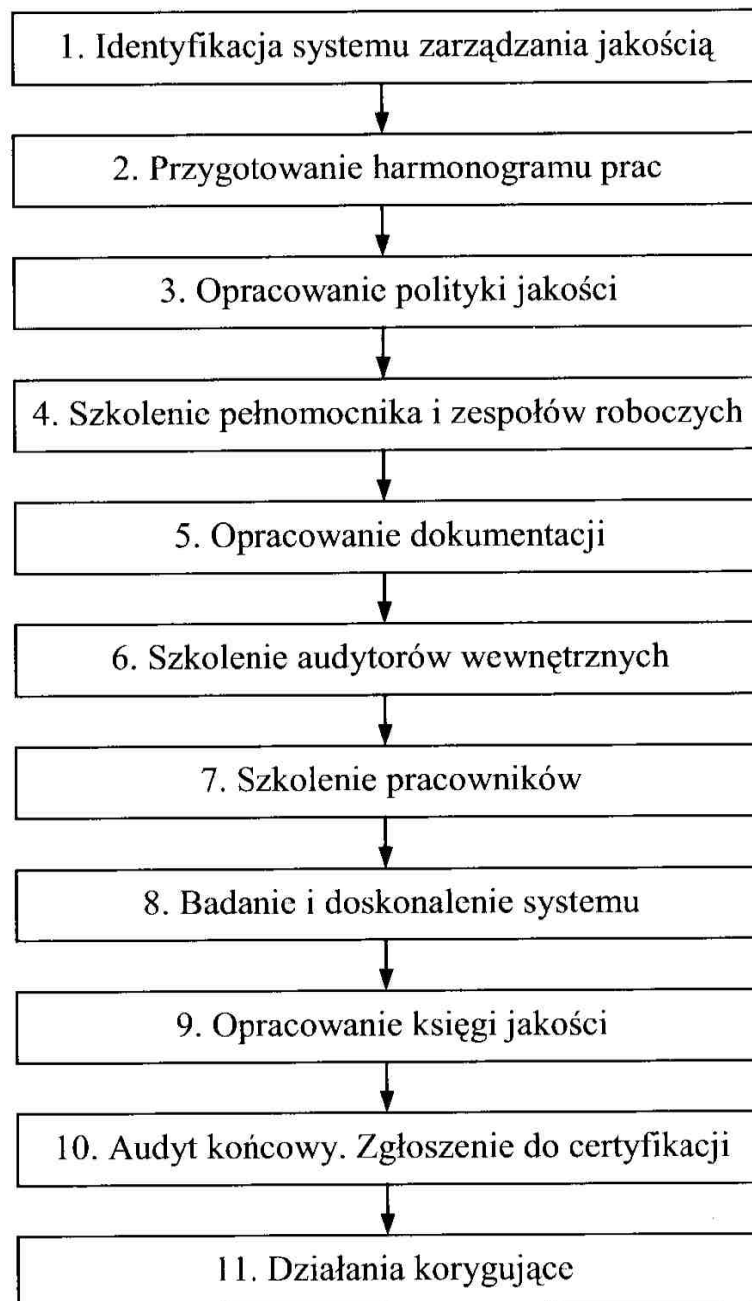 1. Identyfikacja systemu zarządzania jakością
2. Przygotowanie harmonogramu prac
3. Opracowanie polityki jakości
4. Szkolenie pełnomocnika i zespołów roboczych
5. Opracowanie dokumentacji
6. Szkolenie audytorów wewnętrznych
7. Szkolenie pracowników
8. Badanie i doskonalenie systemu
9. Opracowanie księgi jakości
10. Audyt końcowy. Zgłoszenie do certyfikacji
11. Działania korygujące